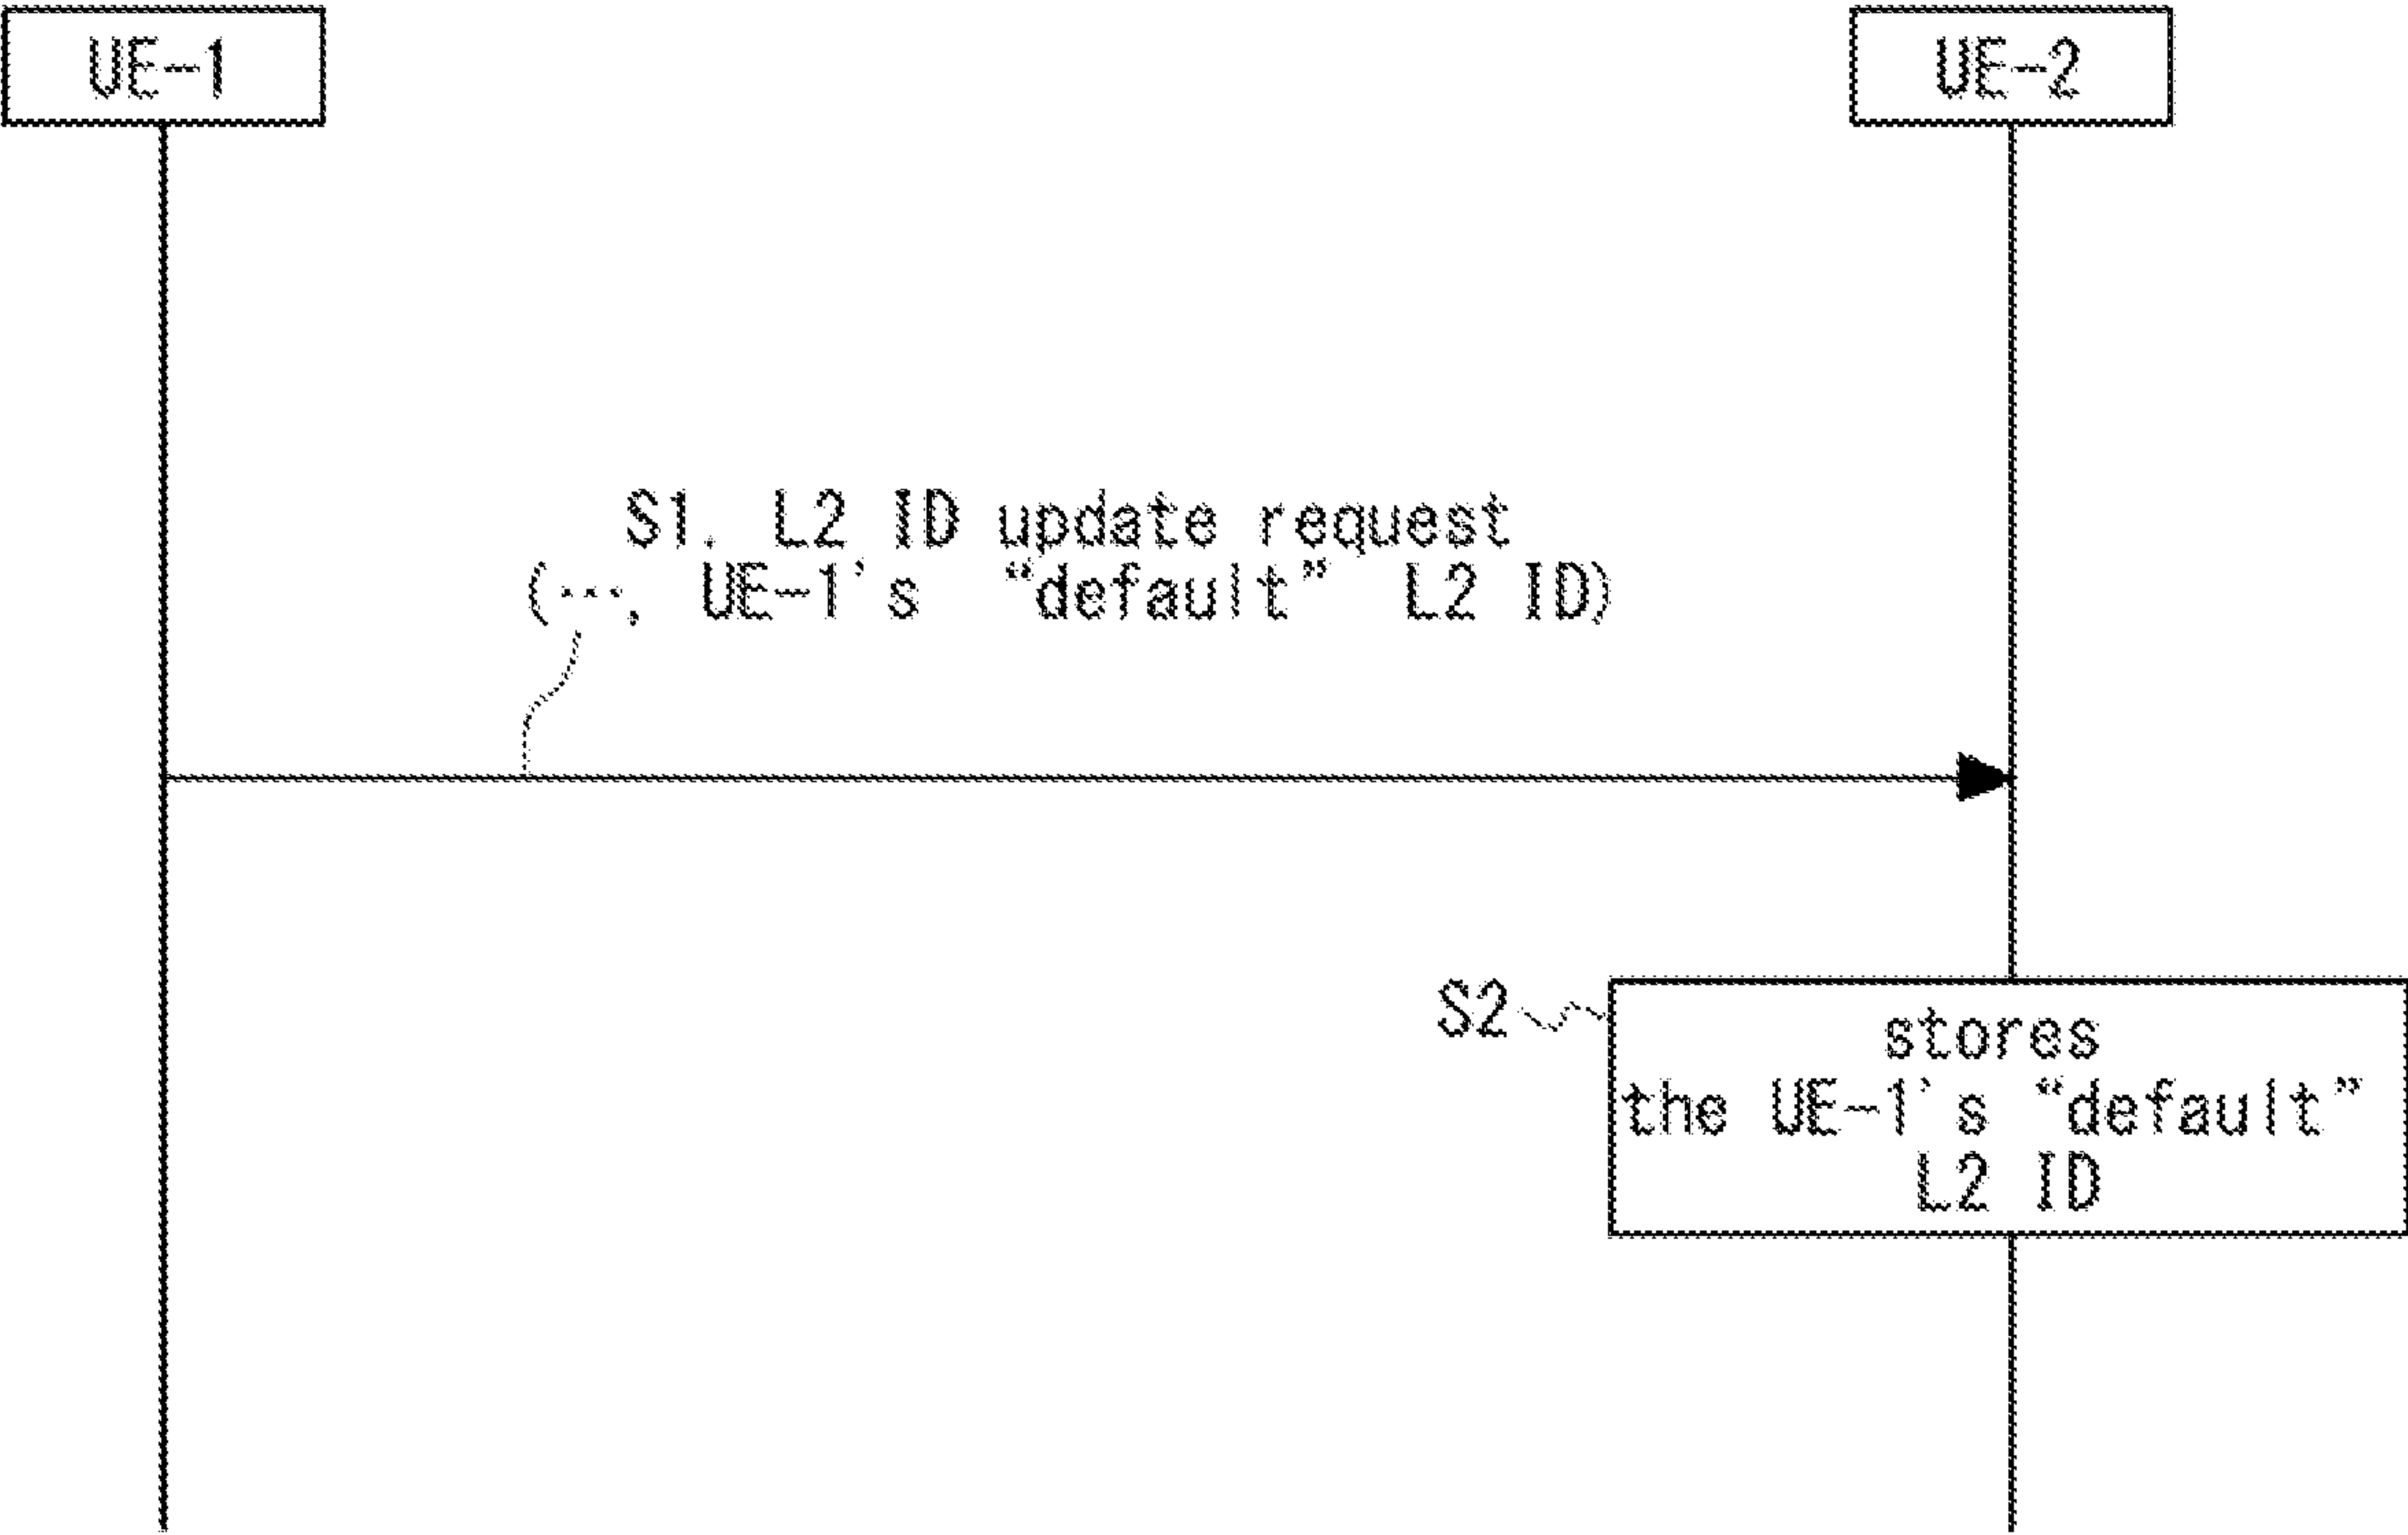 UE-1
UE-2
S1. L2 ID update request
(…, UE-1's “default” L2 ID)
S2
stores
the UE-1's “default”
L2 ID